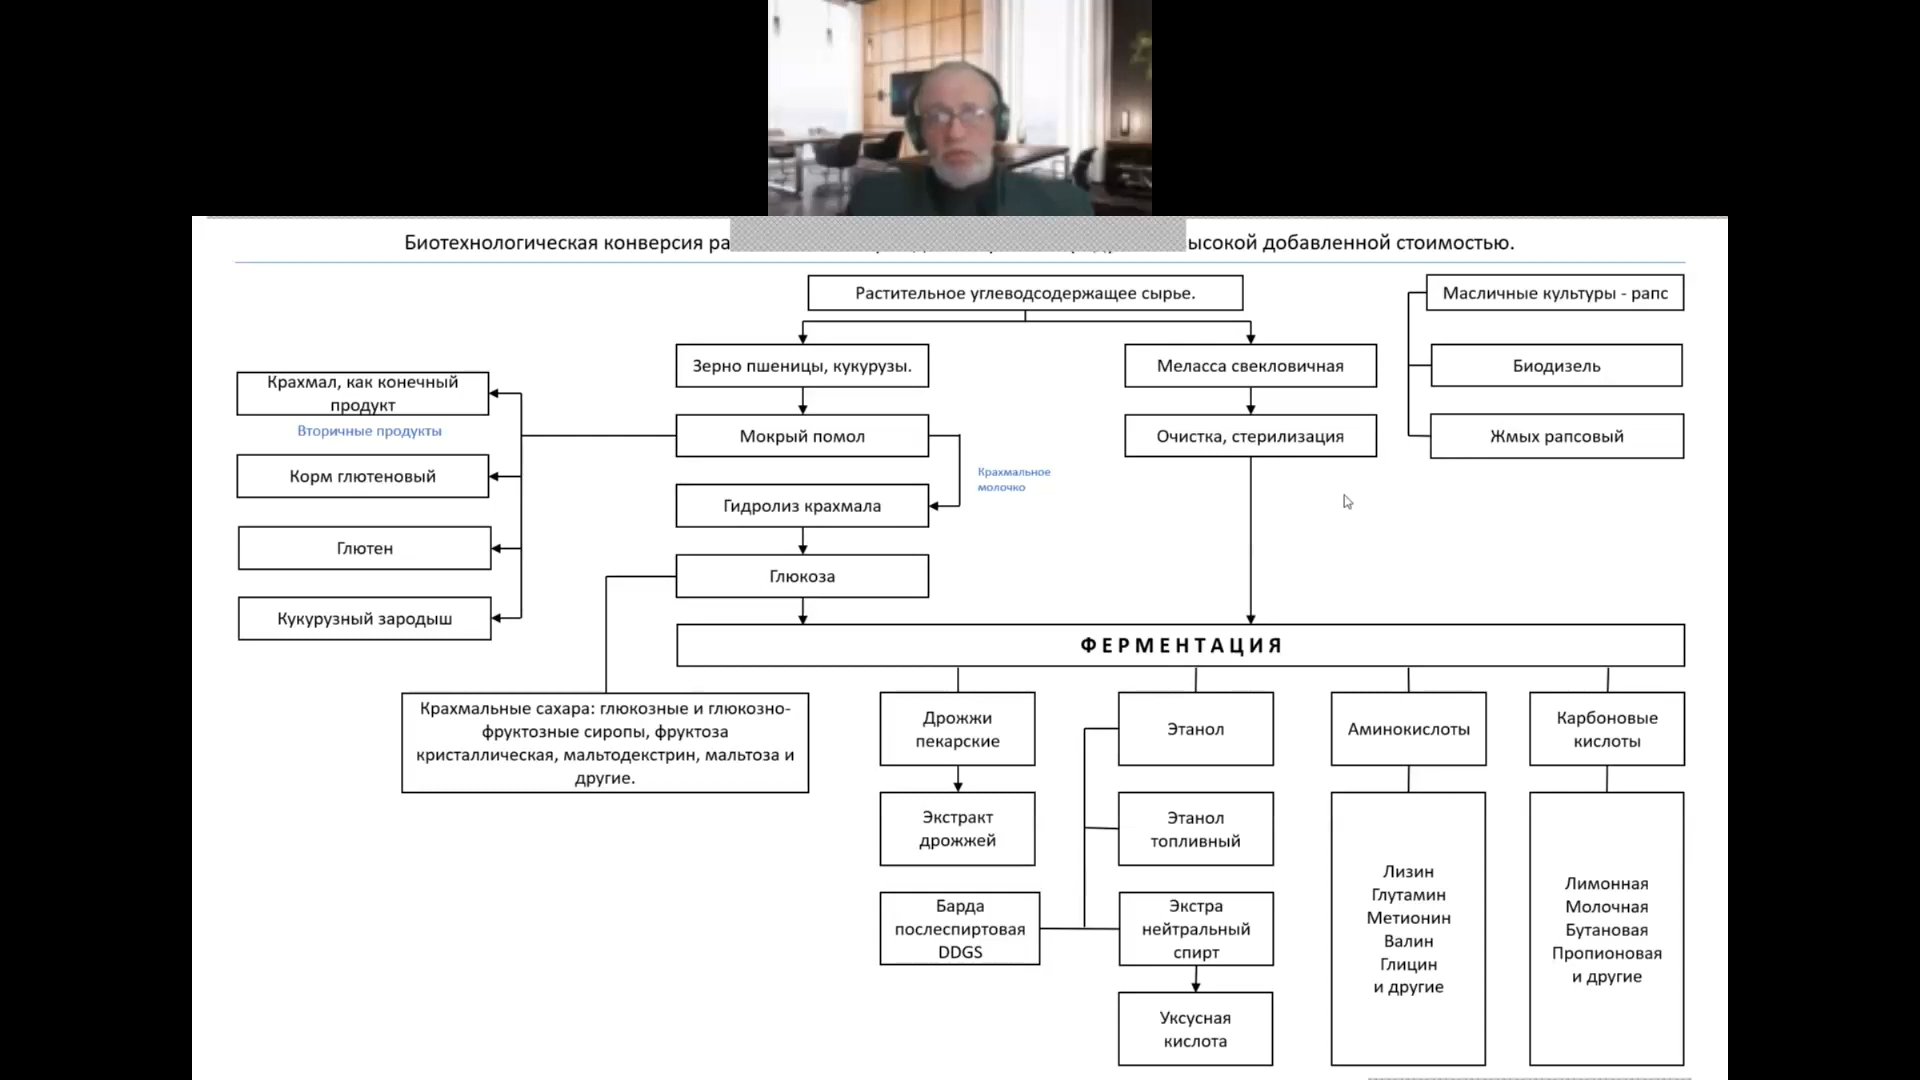 Биотехнологическая конверсия
высокой добавленной стоимостью.
Растительное углеводсодержащее сырье.
Масличные культуры - рапс
Зерно пшеницы, кукурузы.
Меласса свекловичная
Биодизель
Крахмал, как конечный
продукт
Вторичные продукты
Мокрый помол
Очистка, стерилизация
Жмых рапсовый
Корм глютеновый
Крахмальное
молочко
Гидролиз крахмала
Глютен
Глюкоза
Кукурузный зародыш
ФЕРМЕНТАЦИЯ
Крахмальные сахара: глюкозные и глюкозно-
фруктозные сиропы, фруктоза
кристаллическая, мальтодекстрин, мальтоза и
другие.
Дрожжи
пекарские
Этанол
Аминокислоты
Карбоновые
кислоты
Экстракт
дрожжей
Этанол
топливный
Барда
послеспиртовая
DDGS
Экстра
нейтральный
спирт
Уксусная
кислота
Лизин
Глутамин
Метионин
Валин
Глицин
и другие
Лимонная
Молочная
Бутановая
Пропионовая
и другие